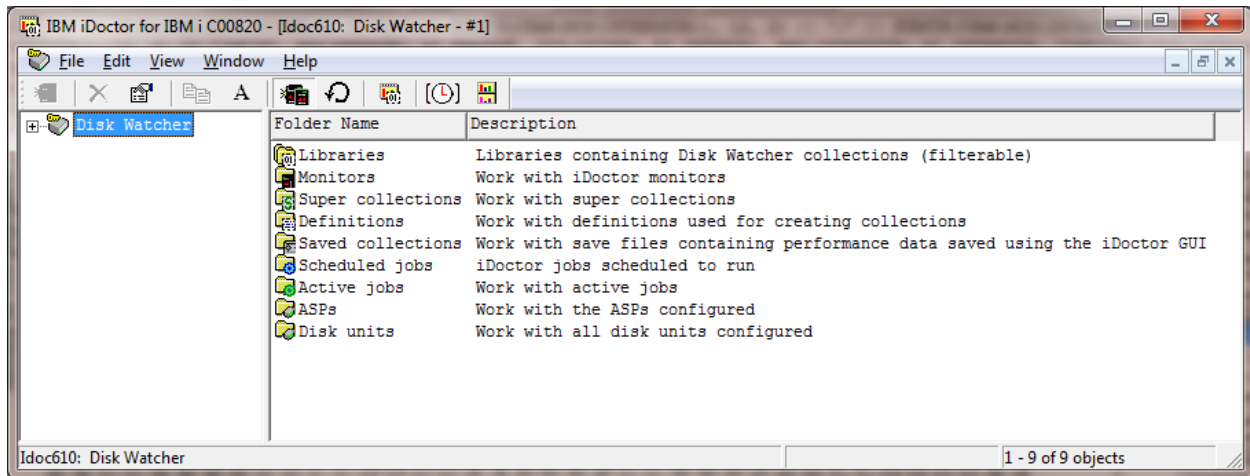 IBM iDoctor for IBM i C00820 - [Idoc610: Disk Watcher - #1]
File Edit View Window Help
A
Disk Watcher
Folder Name Description
Libraries Libraries containing Disk Watcher collections (filterable)
Monitors Work with iDoctor monitors
Super collections Work with super collections
Definitions Work with definitions used for creating collections
Saved collections Work with save files containing performance data saved using the iDoctor GUI
Scheduled jobs iDoctor jobs scheduled to run
Active jobs Work with active jobs
ASPs Work with the ASPs configured
Disk units Work with all disk units configured
Idoc610: Disk Watcher 1 - 9 of 9 objects